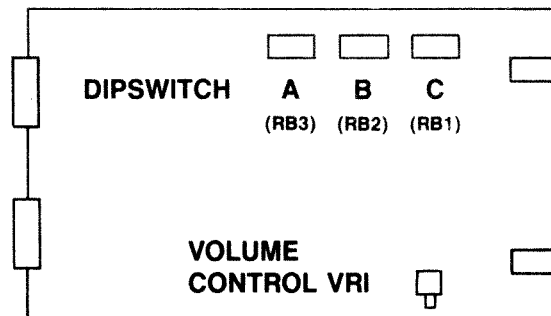 DIPSWITCH A B C
(RB3) (RB2) (RB1)
VOLUME
CONTROL VRI